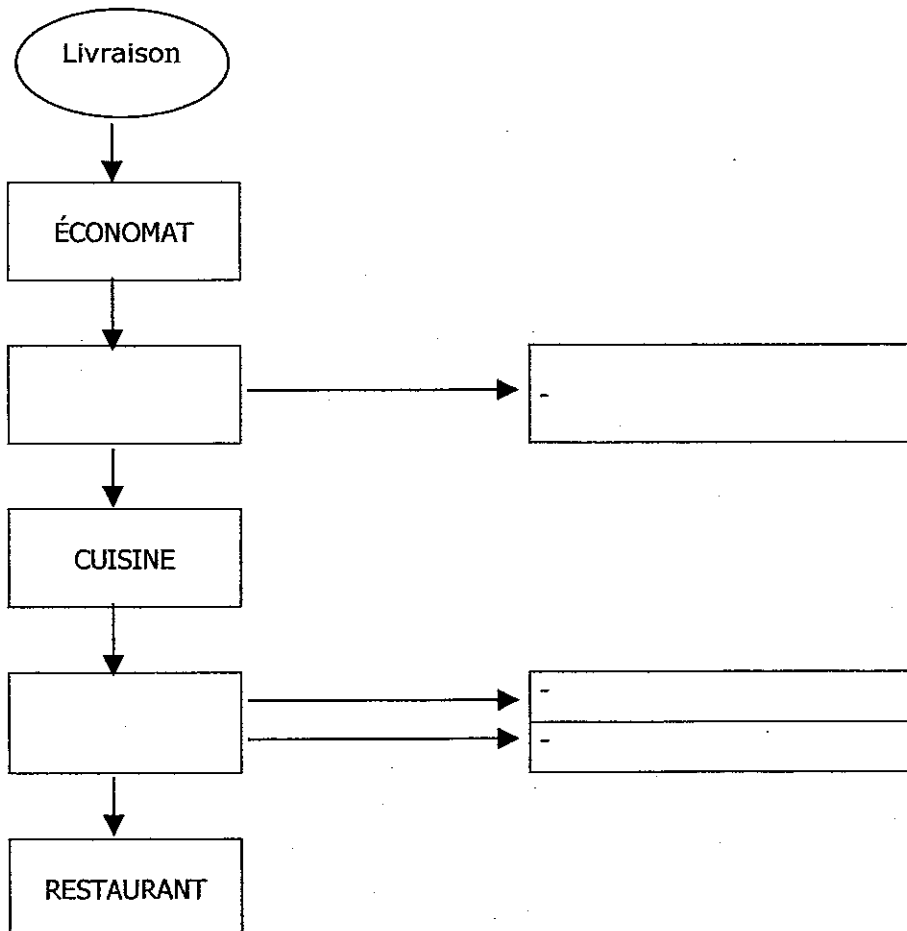 Livraison
ÉCONOMAT
-
CUISINE
-
-
RESTAURANT